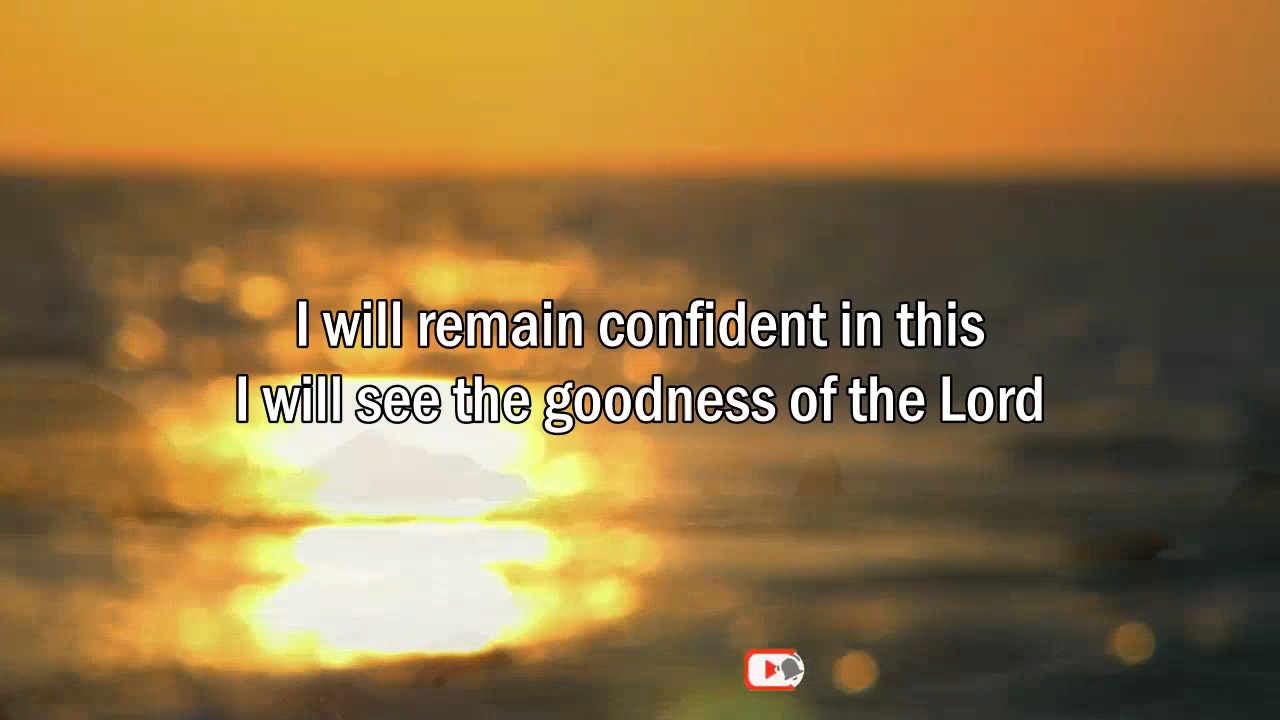 I will remain confident in this
I will see the goodness of the Lord